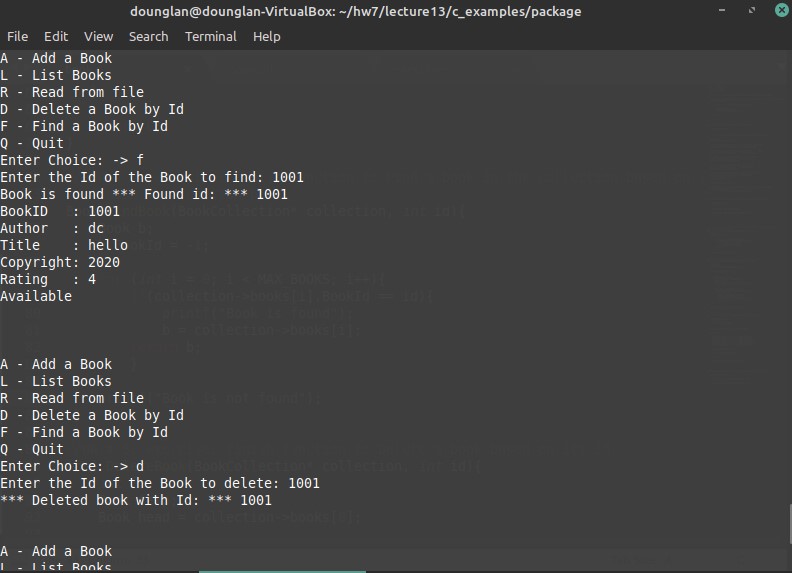 dounglan@dounglan-VirtualBox: ~/hw7/lecture13/c_examples/package
File Edit View Search Terminal Help
A - Add a Book
L - List Books
R - Read from file
D - Delete a Book by Id
F - Find a Book by Id
Q - Quit
Enter Choice: -> f
Enter the Id of the Book to find: 1001
Book is found *** Found id: *** 1001
BookID   : 1001
Author   : dc
Title    : hello
Copyright: 2020
Rating   : 4
Available
A - Add a Book
L - List Books
R - Read from file
D - Delete a Book by Id
F - Find a Book by Id
Q - Quit
Enter Choice: -> d
Enter the Id of the Book to delete: 1001
*** Deleted book with Id: *** 1001
A - Add a Book
L - List Books